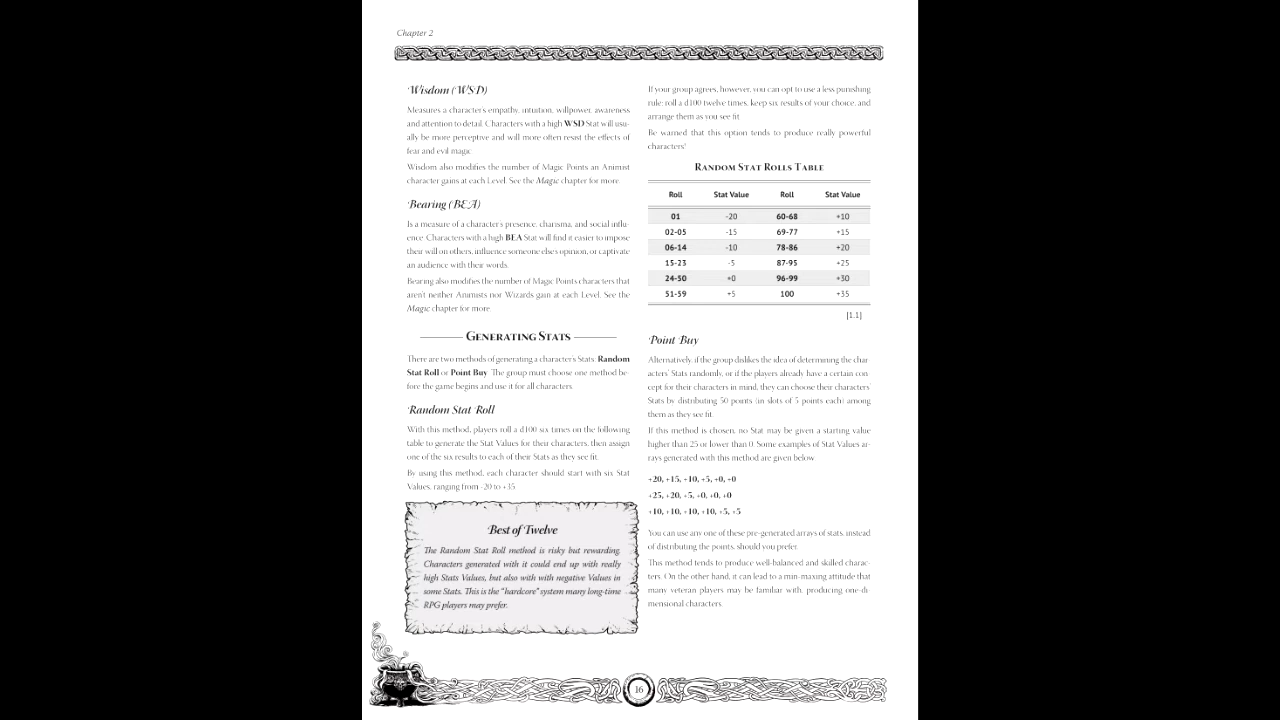 Chapter 2
Wisdom (WSD)
Measures a character's empathy, intuition, willpower, awareness
and attention to detail. Characters with a high WSD Stat will usu-
ally be more perceptive and will more often resist the effects of
fear and evil magic.
Wisdom also modifies the number of Magic Points an Animist
character gains at each Level. See the Magic chapter for more.
Bearing (BEA)
Is a measure of a character's presence, charisma, and social influ-
ence. Characters with a high BEA Stat will find it easier to impose
their will on others, influence someone else's opinion, or captivate
an audience with their words.
Bearing also modifies the number of Magic Points characters that
aren't neither Animists nor Wizards gain at each Level. See the
Magic chapter for more.
Generating Stats
There are two methods of generating a character's Stats: Random
Stat Roll or Point Buy. The group must choose one method be-
fore the game begins and use it for all characters.
Random Stat Roll
With this method, players roll a d100 six times on the following
table to generate the Stat Values for their characters, then assign
one of the six results to each of their Stats as they see fit.
By using this method, each character should start with six Stat
Values, ranging from -20 to +35.
Best of Twelve
The Random Stat Roll method is risky but rewarding.
Characters generated with it could end up with really
high Stats Values, but also with with negative Values in
some Stats. This is the "hardcore" system many long-time
RPG players may prefer.
If your group agrees, however, you can opt to use a less punishing
rule: roll a d100 twelve times, keep six results of your choice, and
arrange them as you see fit.
Be warned that this option tends to produce really powerful
characters!
Random Stat Rolls Table
Roll Stat Value Roll Stat Value
01 -20 60-68 +10
02-05 -15 69-77 +15
06-14 -10 78-86 +20
15-23 -5 87-95 +25
24-50 +0 96-99 +30
51-59 +5 100 +35
[1.1]
Point Buy
Alternatively, if the group dislikes the idea of determining the char-
acters' Stats randomly, or if the players already have a certain con-
cept for their characters in mind, they can choose their characters'
Stats by distributing 50 points (in slots of 5 points each) among
them as they see fit.
If this method is chosen, no Stat may be given a starting value
higher than 25 or lower than 0. Some examples of Stat Values ar-
rays generated with this method are given below:
+20, +15, +10, +5, +0, +0
+25, +20, +5, +0, +0, +0
+10, +10, +10, +10, +5, +5
You can use any one of these pre-generated arrays of stats, instead
of distributing the points, should you prefer.
This method tends to produce well-balanced and skilled charac-
ters. On the other hand, it can lead to a min-maxing attitude that
many veteran players may be familiar with, producing one-di-
mensional characters.
16